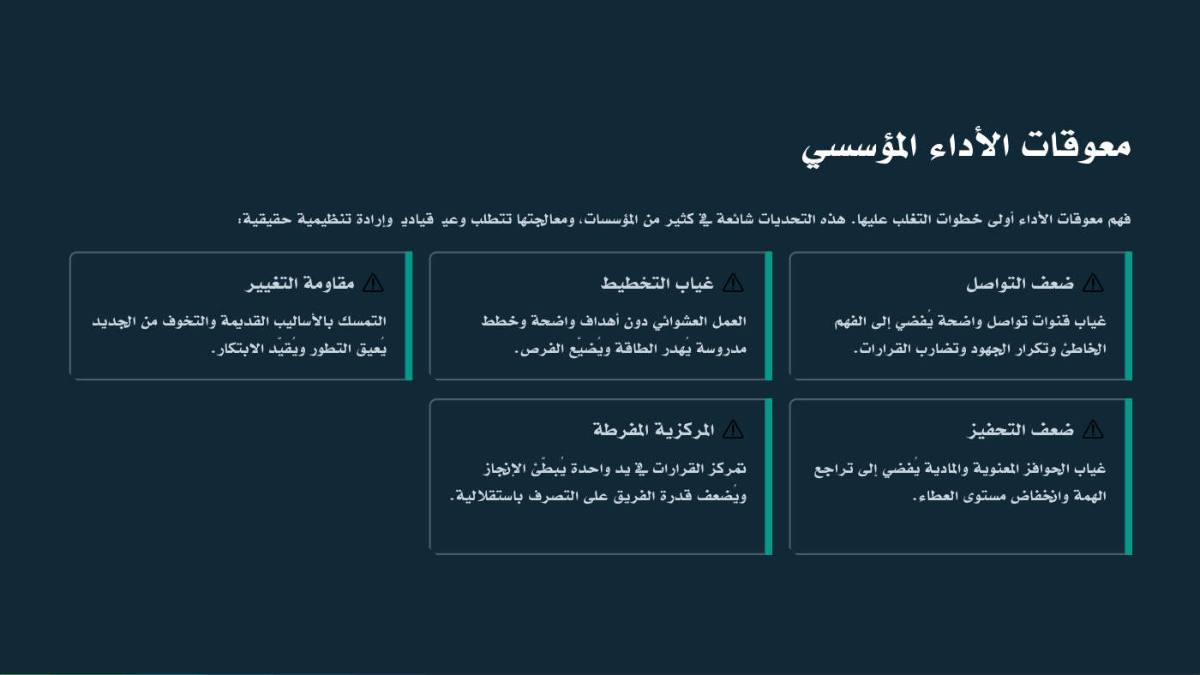 معوقات الأداء المؤسسي
فهم معوقات الأداء أولى خطوات التغلب عليها. هذه التحديات شائعة في كثير من المؤسسات، ومعالجتها تتطلب وعيـ قياديـ وإرادة تنظيمية حقيقية:
ضعف التواصل
غياب قنوات تواصل واضحة يُفضي إلى الفهم
الخاطئ وتكرار الجهود وتضارب القرارات.
غياب التخطيط
العمل العشوائي دون أهداف واضحة وخطط
مدروسة يُهدر الطاقة ويُضيّع الفرص.
مقاومة التغيير
التمسك بالأساليب القديمة والتخوف من الجديد
يُعيق التطور ويُقيّد الابتكار.
ضعف التحفيز
غياب الحوافز المعنوية والمادية يُفضي إلى تراجع
الهمة وانخفاض مستوى العطاء.
المركزية المفرطة
تمركز القرارات في يد واحدة يُبطّئ الإنجاز
ويُضعف قدرة الفريق على التصرف باستقلالية.